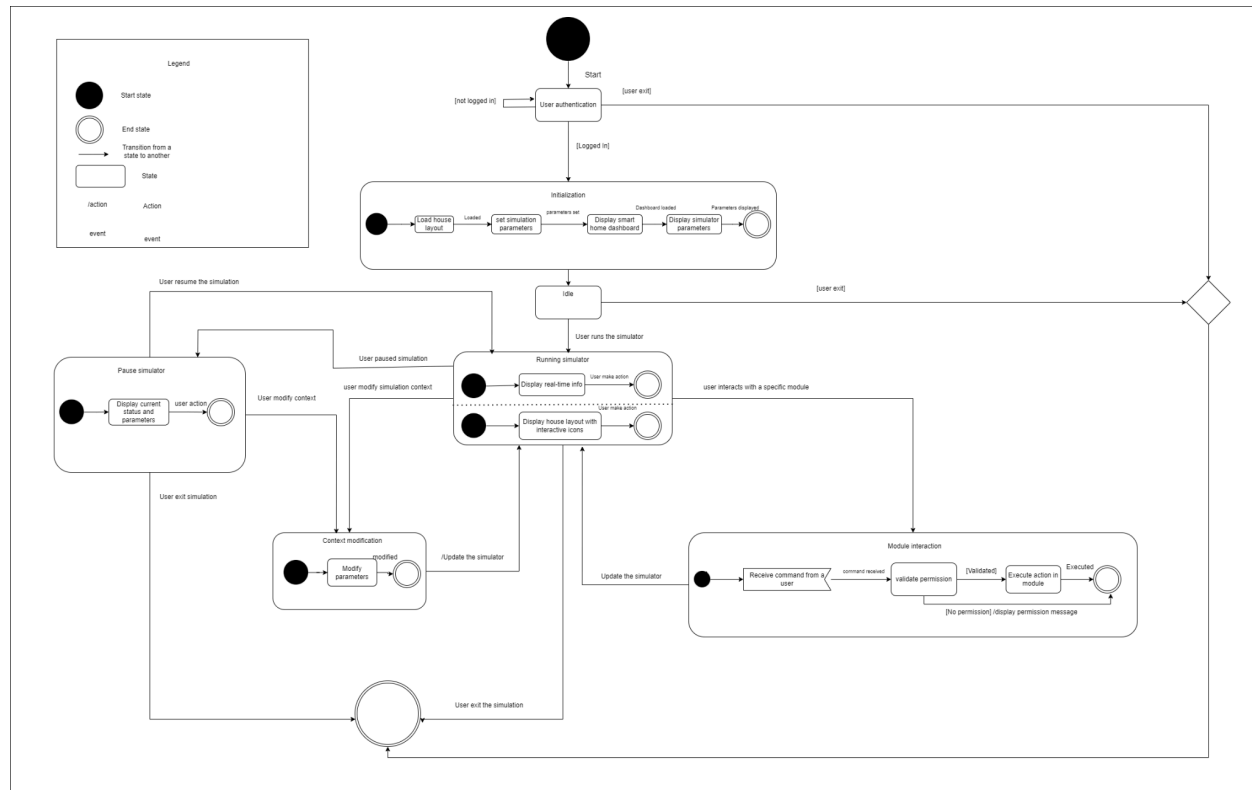 Legend
Start state
End state
Transition from a
state to another
State
/action
Action
event
event
Start
[not logged in]
User authentication
[user exit]
[Logged in]
Initialization
Load house
layout
Loaded
set simulation
parameters
parameters set
Display smart
home dashboard
Dashboard loaded
Display simulator
parameters
Parameters displayed
Idle
[user exit]
User resume the simulation
User runs the simulator
User paused simulation
Running simulator
Display real-time info
User make action
Display house layout with
interactive icons
User make action
Pause simulator
Display current
status and
parameters
user action
user modify simulation context
User modify context
user interacts with a specific module
User exit simulation
Context modification
Modify
parameters
modified
/Update the simulator
Update the simulator
Module interaction
Receive command from a
user
command received
validate permission
[Validated]
Execute action in
module
Executed
[No permission] /display permission message
User exit the simulation